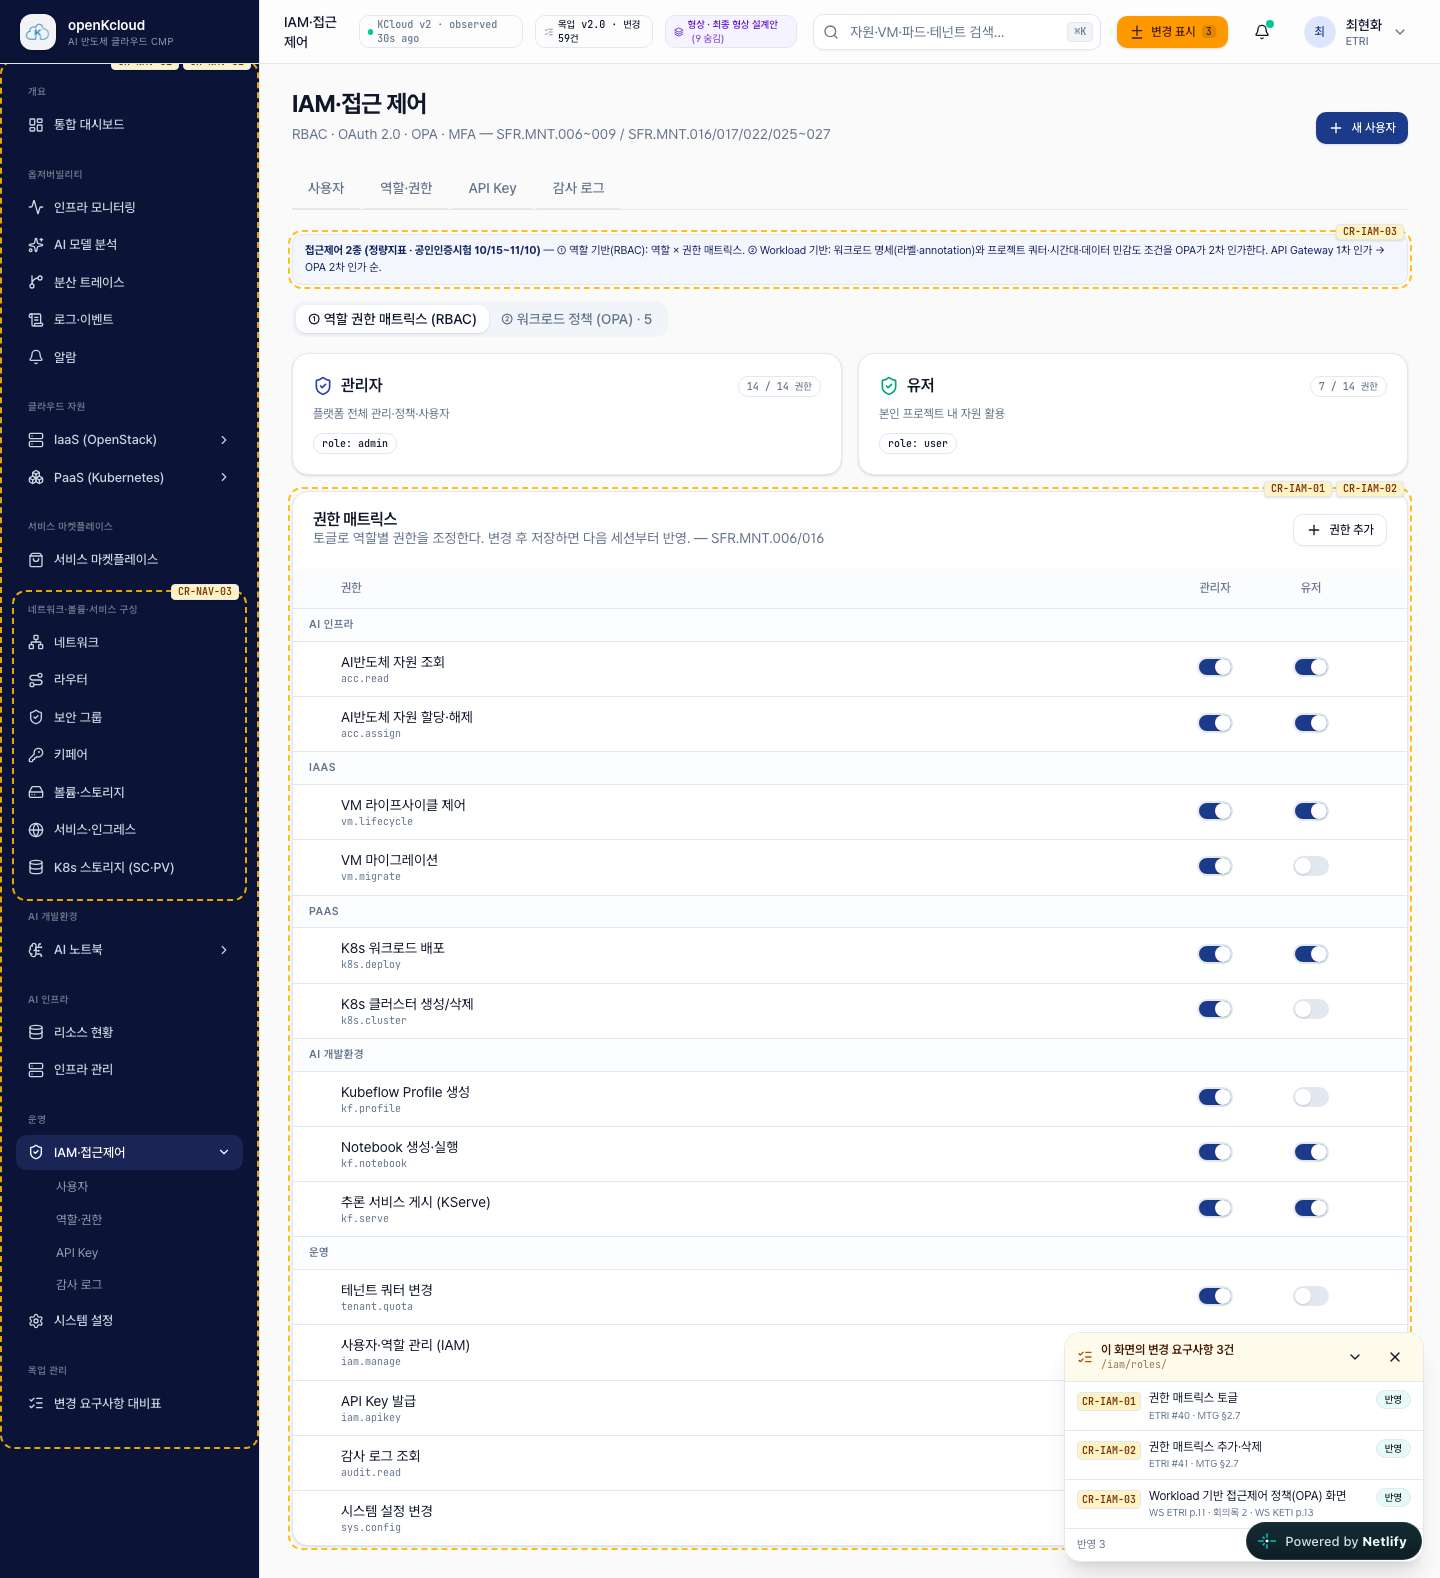 openKcloud
AI 반도체 클라우드 CMP
개요
통합 대시보드
옵저버빌리티
인프라 모니터링
AI 모델 분석
분산 트레이스
로그·이벤트
알람
클라우드 자원
IaaS (OpenStack)
PaaS (Kubernetes)
서비스 마켓플레이스
서비스 마켓플레이스
CR-NAV-03
네트워크·볼륨·서비스 구성
네트워크
라우터
보안 그룹
키페어
볼륨·스토리지
서비스·인그레스
K8s 스토리지 (SC·PV)
AI 개발환경
AI 노트북
AI 인프라
리소스 현황
인프라 관리
운영
IAM·접근제어
사용자
역할·권한
API Key
감사 로그
시스템 설정
목업 관리
변경 요구사항 대비표
IAM·접근
제어
KCloud v2 · observed
30s ago
목업 v2.0 · 변경
59건
형상 · 최종 형상 설계안
(9 숨김)
자원·VM·파드·테넌트 검색...
⌘K
변경 표시 3
최
최현화
ETRI
IAM·접근 제어
RBAC · OAuth 2.0 · OPA · MFA — SFR.MNT.006~009 / SFR.MNT.016/017/022/025~027
새 사용자
사용자
역할·권한
API Key
감사 로그
CR-IAM-03
접근제어 2종 (정량지표 · 공인인증시험 10/15~11/10) — ① 역할 기반(RBAC): 역할 × 권한 매트릭스. ② Workload 기반: 워크로드 명세(라벨·annotation)와 프로젝트 쿼터·시간대·데이터 민감도 조건을 OPA가 2차 인가한다. API Gateway 1차 인가 →
OPA 2차 인가 순.
① 역할 권한 매트릭스 (RBAC)
② 워크로드 정책 (OPA) · 5
관리자
14 / 14 권한
플랫폼 전체 관리·정책·사용자
role: admin
유저
7 / 14 권한
본인 프로젝트 내 자원 활용
role: user
CR-IAM-01
CR-IAM-02
권한 매트릭스
토글로 역할별 권한을 조정한다. 변경 후 저장하면 다음 세션부터 반영. — SFR.MNT.006/016
권한 추가
권한
관리자
유저
AI 인프라
AI반도체 자원 조회
acc.read
AI반도체 자원 할당·해제
acc.assign
IAAS
VM 라이프사이클 제어
vm.lifecycle
VM 마이그레이션
vm.migrate
PAAS
K8s 워크로드 배포
k8s.deploy
K8s 클러스터 생성/삭제
k8s.cluster
AI 개발환경
Kubeflow Profile 생성
kf.profile
Notebook 생성·실행
kf.notebook
추론 서비스 게시 (KServe)
kf.serve
운영
테넌트 쿼터 변경
tenant.quota
사용자·역할 관리 (IAM)
iam.manage
API Key 발급
iam.apikey
감사 로그 조회
audit.read
시스템 설정 변경
sys.config
이 화면의 변경 요구사항 3건
/iam/roles/
CR-IAM-01
권한 매트릭스 토글
반영
ETRI #40 · MTG §2.7
CR-IAM-02
권한 매트릭스 추가·삭제
반영
ETRI #41 · MTG §2.7
CR-IAM-03
Workload 기반 접근제어 정책(OPA) 화면
반영
WS ETRI p.11 · 회의록 2 · WS KETI p.13
반영 3
Powered by Netlify